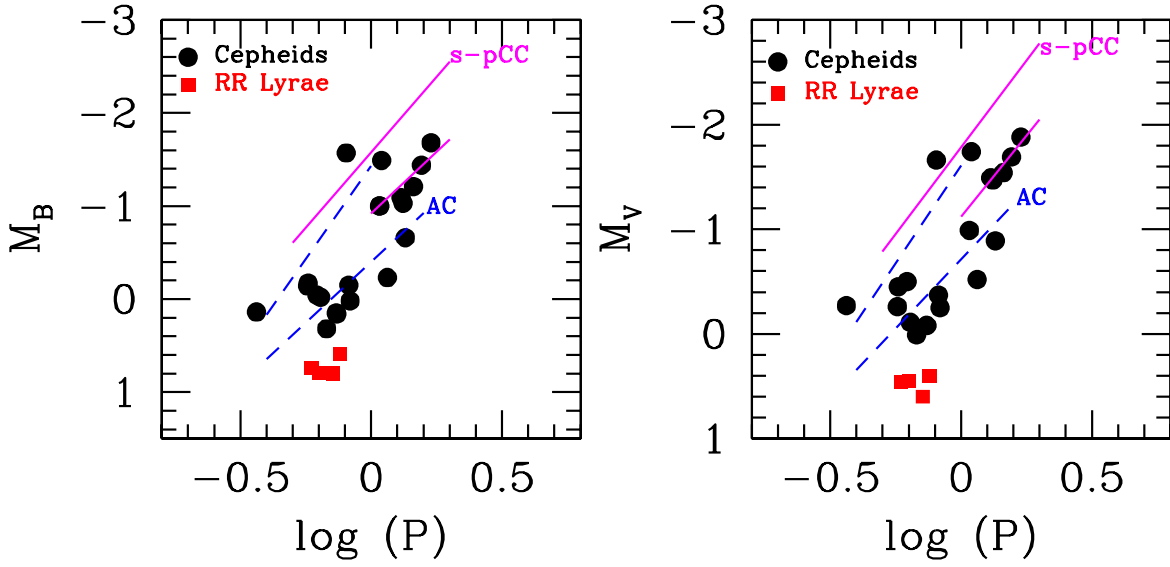 −3
−2
−1
0
1
M_B
Cepheids
RR Lyrae
s-pCC
AC
−0.5
0
0.5
log (P)
−3
−2
−1
0
1
M_V
Cepheids
RR Lyrae
s-pCC
AC
−0.5
0
0.5
log (P)